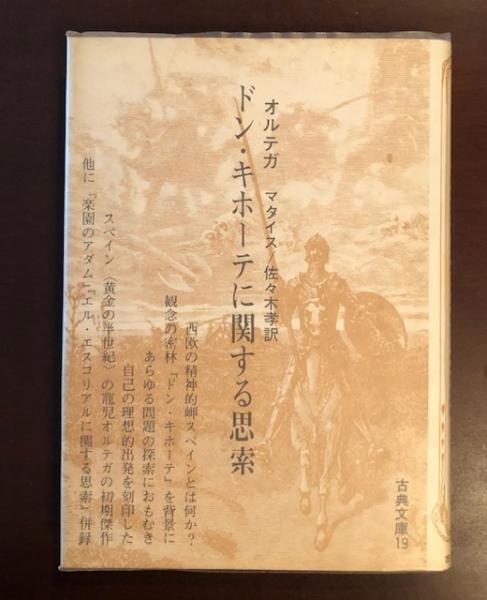 オルテガ マタイス/佐々木孝訳
ドン・キホーテに関する思索
西欧の精神的岬スペインとは何か?
観念の密林『ドン・キホーテ』を背景に
あらゆる問題の探索におもむき
自己の理想的出発を刻印した
スペイン〈黄金の半世紀〉の寵児オルテガの初期傑作
他に『楽園のアダム』『エル・エスコリアルに関する思索』併録
古典文庫19